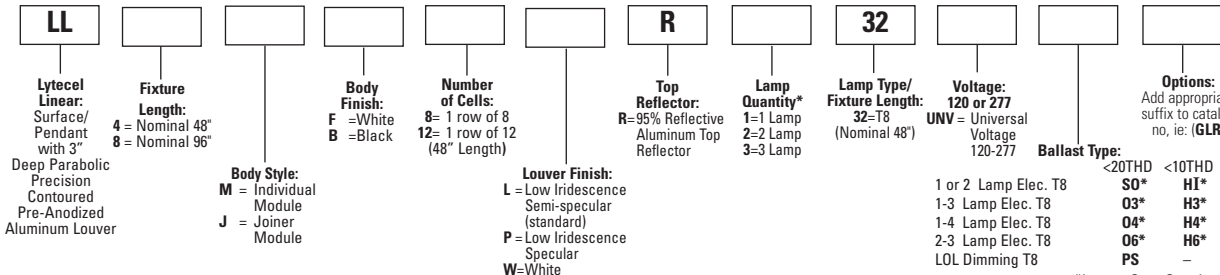 LL
R
32
Lytecel
Linear:
Surface/
Pendant
with 3"
Deep Parabolic
Precision
Contoured
Pre-Anodized
Aluminum Louver
Fixture
Length:
4 = Nominal 48"
8 = Nominal 96"
Body Style:
M = Individual
Module
J = Joiner
Module
Body
Finish:
F =White
B =Black
Number
of Cells:
8= 1 row of 8
12= 1 row of 12
(48" Length)
Louver Finish:
L =Low Iridescence
Semi-specular
(standard)
P =Low Iridescence
Specular
W=White
Top
Reflector:
R=95% Reflective
Aluminum Top
Reflector
Lamp
Quantity*
1=1 Lamp
2=2 Lamp
3=3 Lamp
Lamp Type/
Fixture Length:
32=T8
(Nominal 48")
Voltage:
120 or 277
UNV = Universal
Voltage
120-277
Ballast Type:
<20THD <10THD
1 or 2 Lamp Elec. T8 SO* HI*
1-3 Lamp Elec. T8 O3* H3*
1-4 Lamp Elec. T8 O4* H4*
2-3 Lamp Elec. T8 O6* H6*
LOL Dimming T8 PS –
Options:
Add
suffix to
no, ie: (GLR